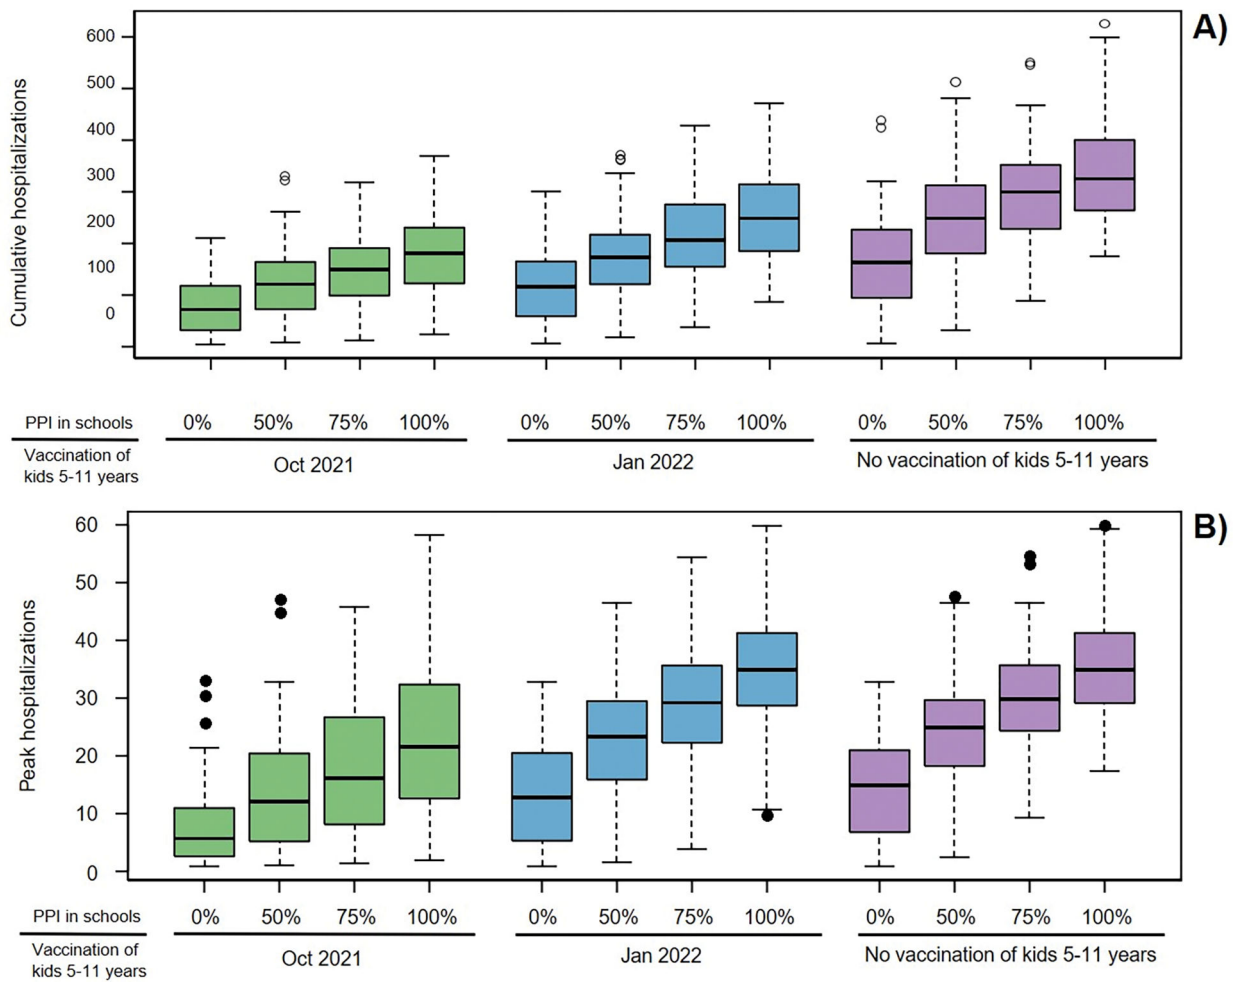 A)
Cumulative hospitalizations
600
500
400
300
200
100
0
PPI in schools 0% 50% 75% 100% 0% 50% 75% 100% 0% 50% 75% 100%
Vaccination of
kids 5-11 years
Oct 2021 Jan 2022 No vaccination of kids 5-11 years
B)
Peak hospitalizations
60
50
40
30
20
10
0
PPI in schools 0% 50% 75% 100% 0% 50% 75% 100% 0% 50% 75% 100%
Vaccination of
kids 5-11 years
Oct 2021 Jan 2022 No vaccination of kids 5-11 years